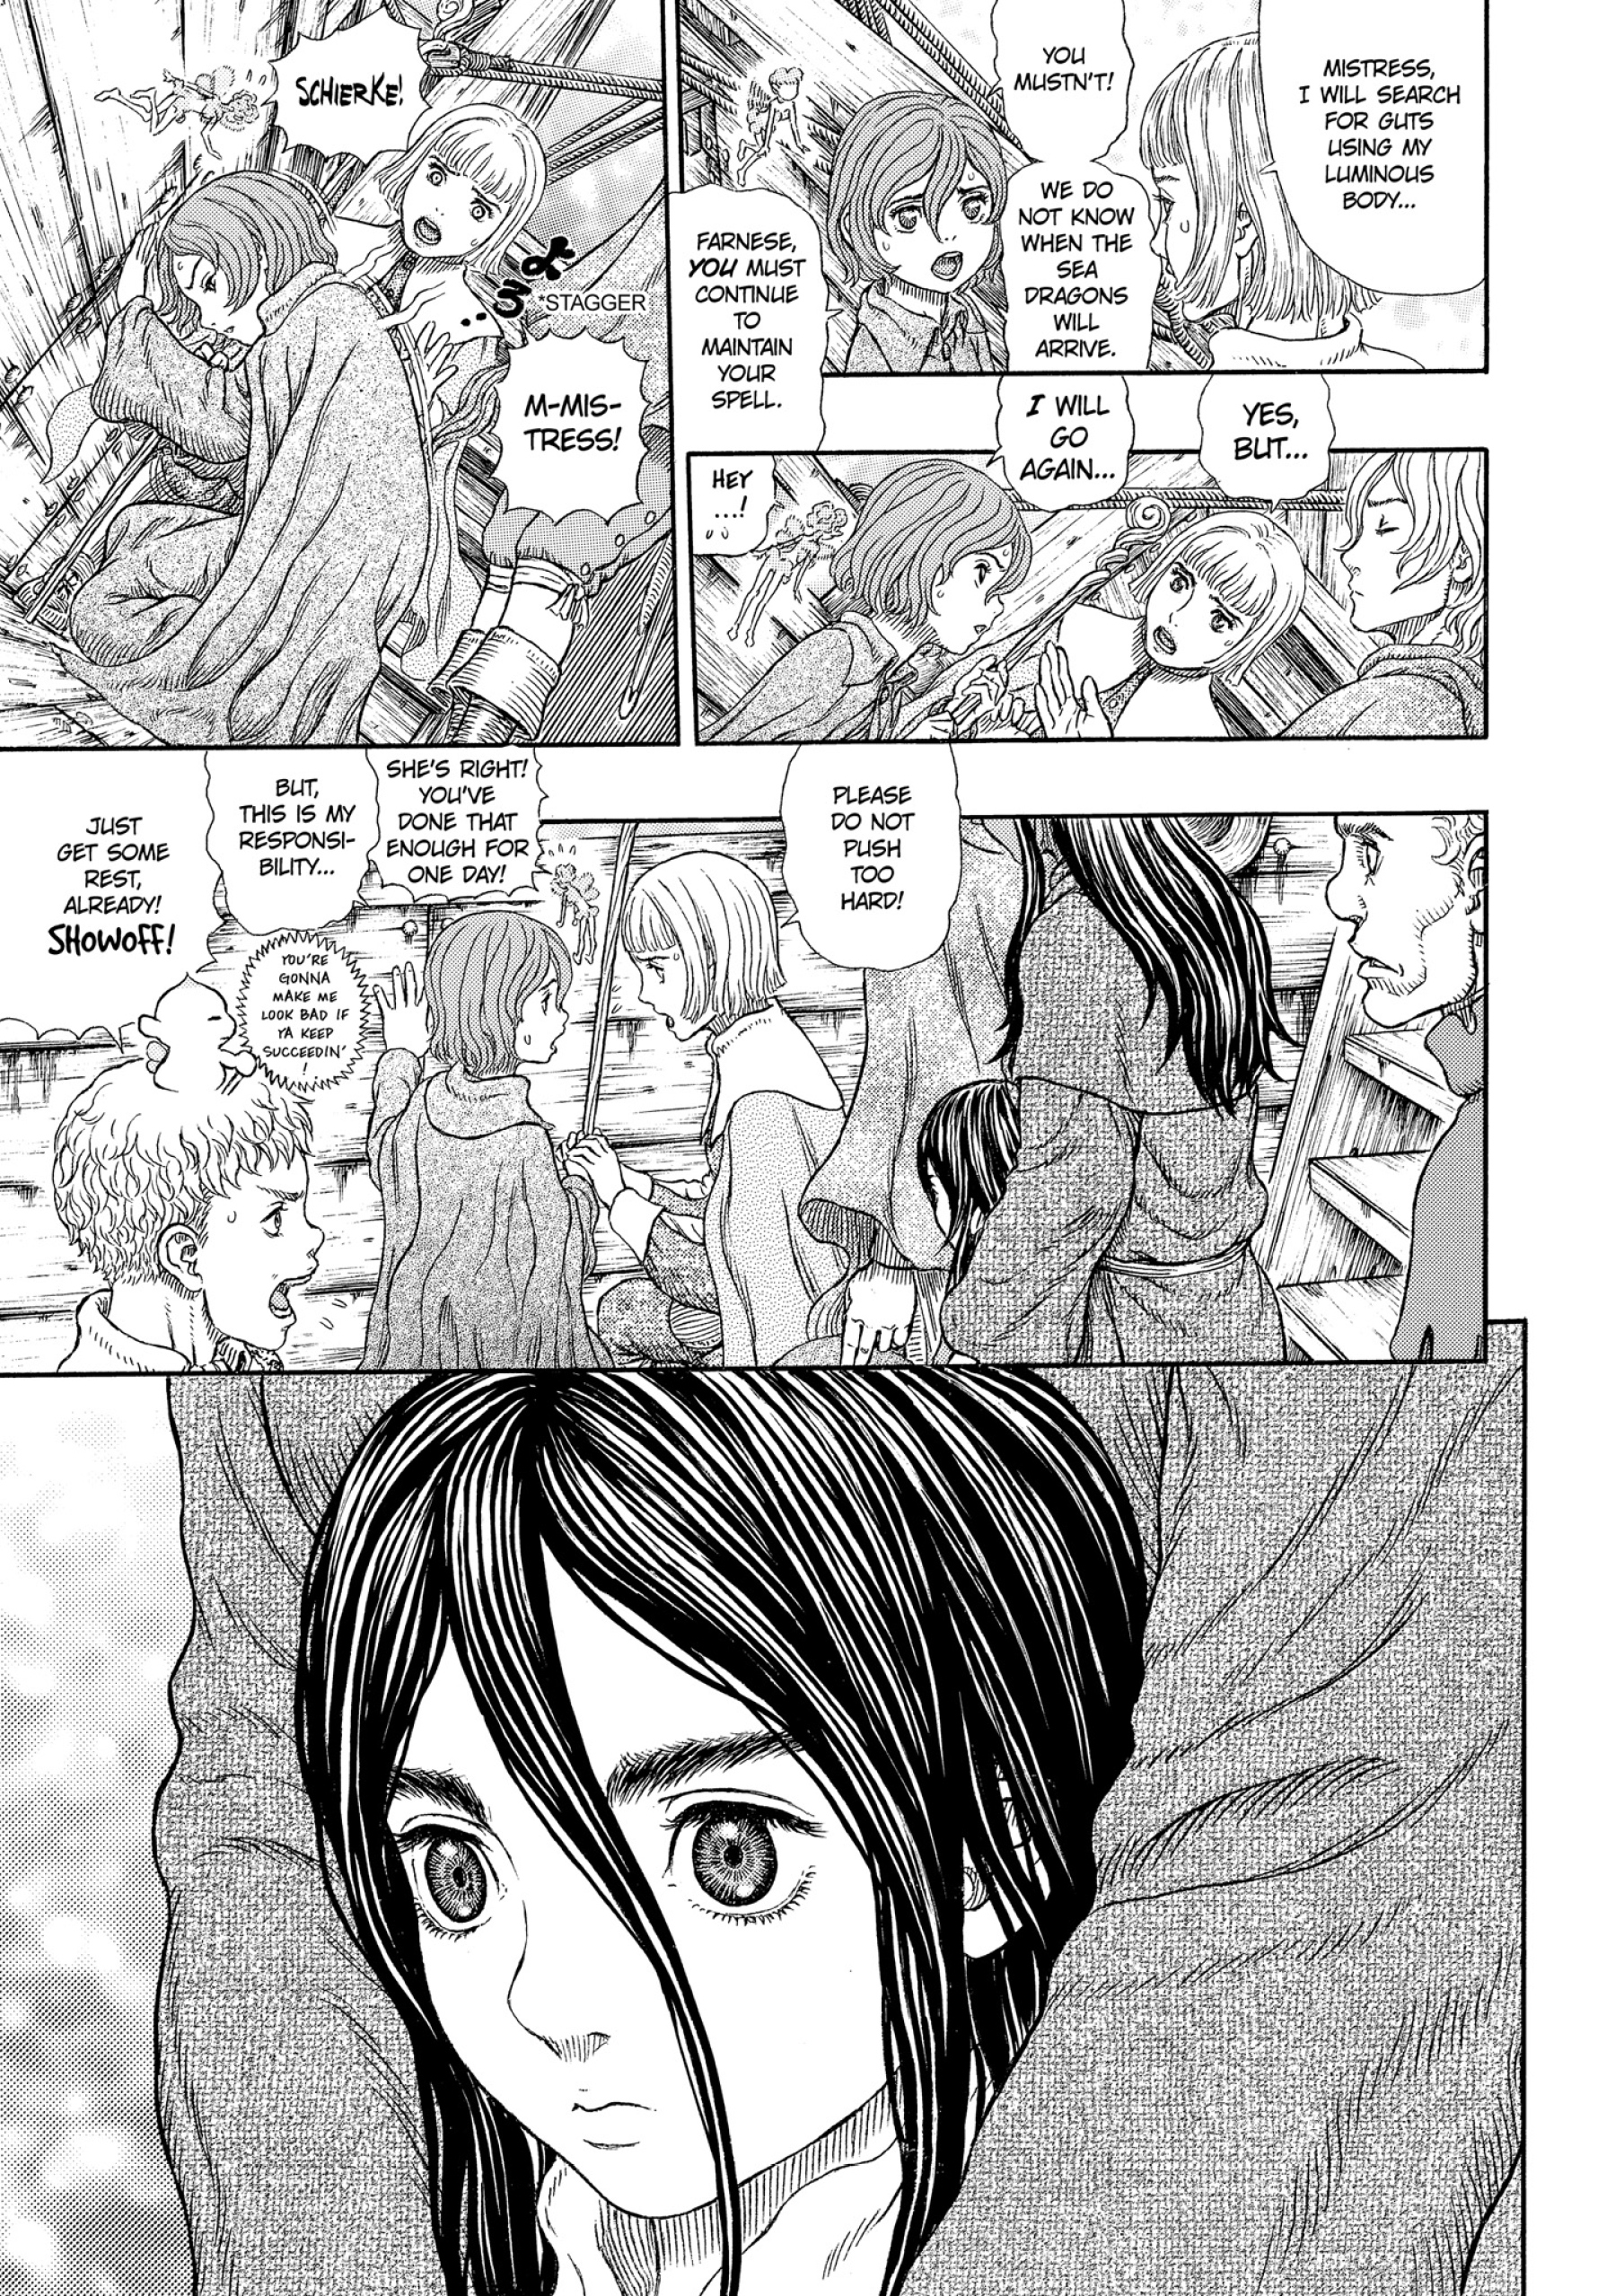 MISTRESS,
I WILL SEARCH
FOR GUTS
USING MY
LUMINOUS
BODY...
YOU
MUSTN'T!
WE DO
NOT KNOW
WHEN THE
SEA
DRAGONS
WILL
ARRIVE.
FARNESE,
YOU MUST
CONTINUE
TO
MAINTAIN
YOUR
SPELL.
YES,
BUT...
I WILL
GO
AGAIN...
HEY
...!
SCHIERKE!
よろ..
*STAGGER
M-MIS-
TRESS!
PLEASE
DO NOT
PUSH
TOO
HARD!
SHE'S RIGHT!
YOU'VE
DONE THAT
ENOUGH FOR
ONE DAY!
BUT,
THIS IS MY
RESPONSI-
BILITY...
JUST
GET SOME
REST,
ALREADY!
SHOWOFF!
YOU'RE
GONNA
MAKE ME
LOOK BAD IF
YA KEEP
SUCCEEDIN'
!